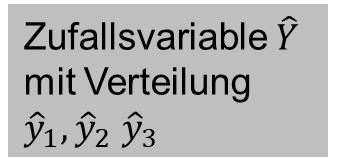 Zufallsvariable Ŷ
mit Verteilung
ŷ₁, ŷ₂ ŷ₃